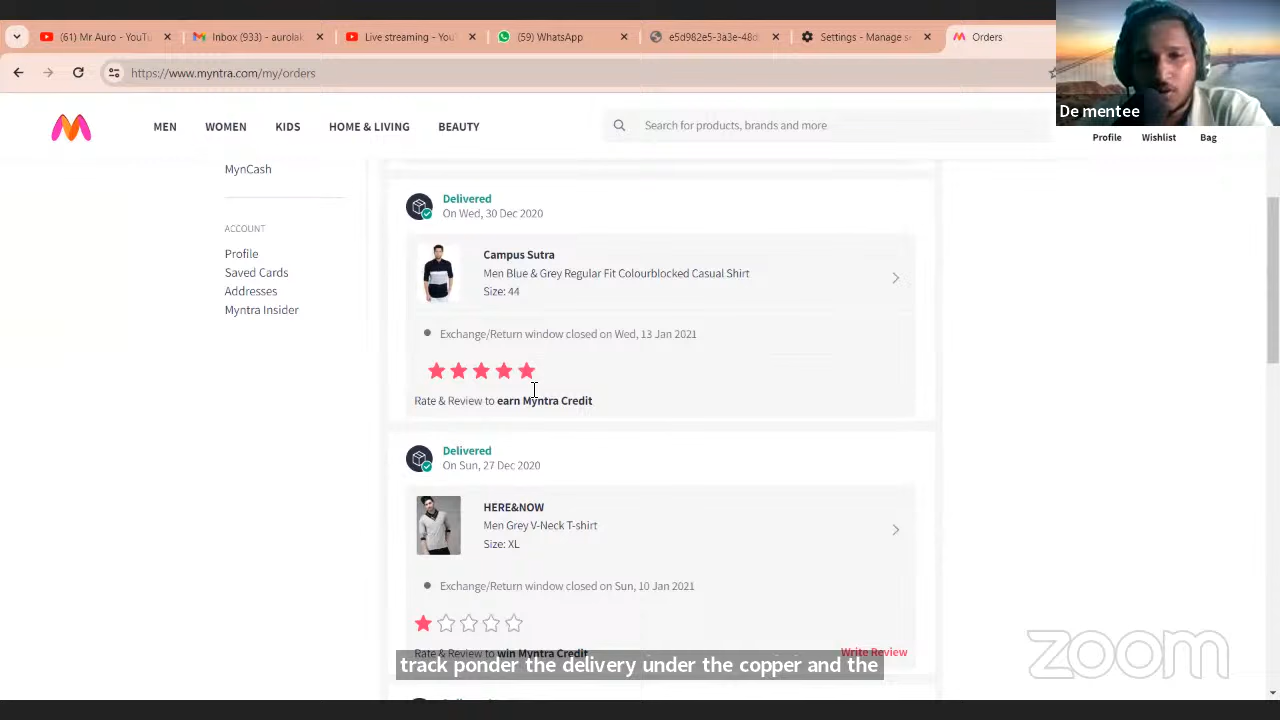 (61) Mr Auro - YouTu
Inbox (933) - aurolak
Live streaming - YouT
(59) WhatsApp
e5d982e5-3a3e-48d
Settings - Manage s
Orders
https://www.myntra.com/my/orders
De mentee
MEN
WOMEN
KIDS
HOME & LIVING
BEAUTY
Search for products, brands and more
Profile
Wishlist
Bag
MynCash
ACCOUNT
Profile
Saved Cards
Addresses
Myntra Insider
Delivered
On Wed, 30 Dec 2020
Campus Sutra
Men Blue & Grey Regular Fit Colourblocked Casual Shirt
Size: 44
Exchange/Return window closed on Wed, 13 Jan 2021
Rate & Review to earn Myntra Credit
Delivered
On Sun, 27 Dec 2020
HERE&NOW
Men Grey V-Neck T-shirt
Size: XL
Exchange/Return window closed on Sun, 10 Jan 2021
Rate & Review to win Myntra Credit
Write Review
track ponder the delivery under the copper and the
zoom